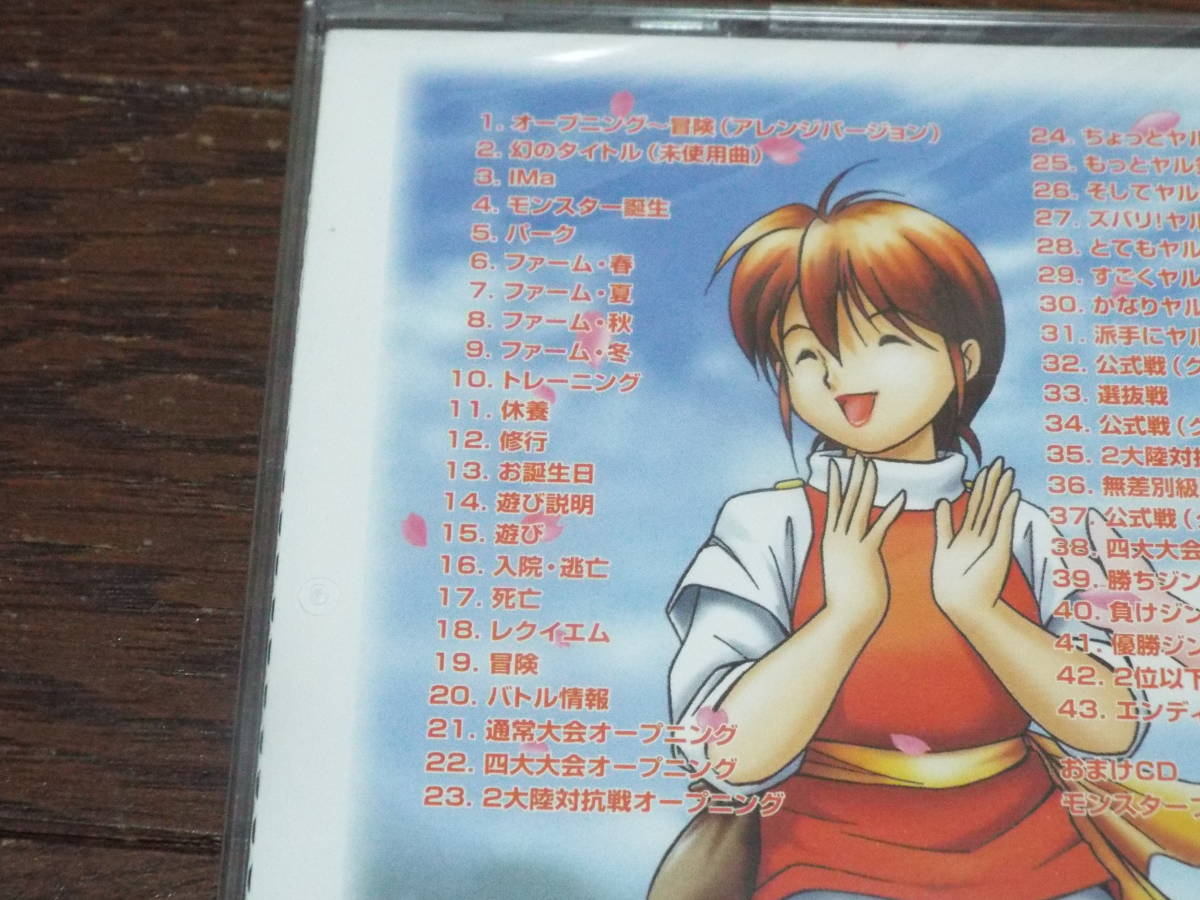 1. オープニング〜冒険(アレンジバージョン)
2. 幻のタイトル(未使用曲)
3. IMa
4. モンスター誕生
5. パーク
6. ファーム・春
7. ファーム・夏
8. ファーム・秋
9. ファーム・冬
10. トレーニング
11. 休養
12. 修行
13. お誕生日
14. 遊び説明
15. 遊び
16. 入院・逃亡
17. 死亡
18. レクイエム
19. 冒険
20. バトル情報
21. 通常大会オープニング
22. 四大大会オープニング
23. 2大陸対抗戦オープニング
24. ちょっとヤル
25. もっとヤル
26. そしてヤル
27. ズバリ!ヤル
28. とてもヤル
29. すごくヤル
30. かなりヤル
31. 派手にヤル
32. 公式戦(グ
33. 選抜戦
34. 公式戦(グ
35. 2大陸対抗
36. 無差別級
37. 公式戦(
38. 四大大会
39. 勝ちジン
40. 負けジン
41. 優勝ジン
42. 2位以下
43. エンディ
おまけCD
モンスター